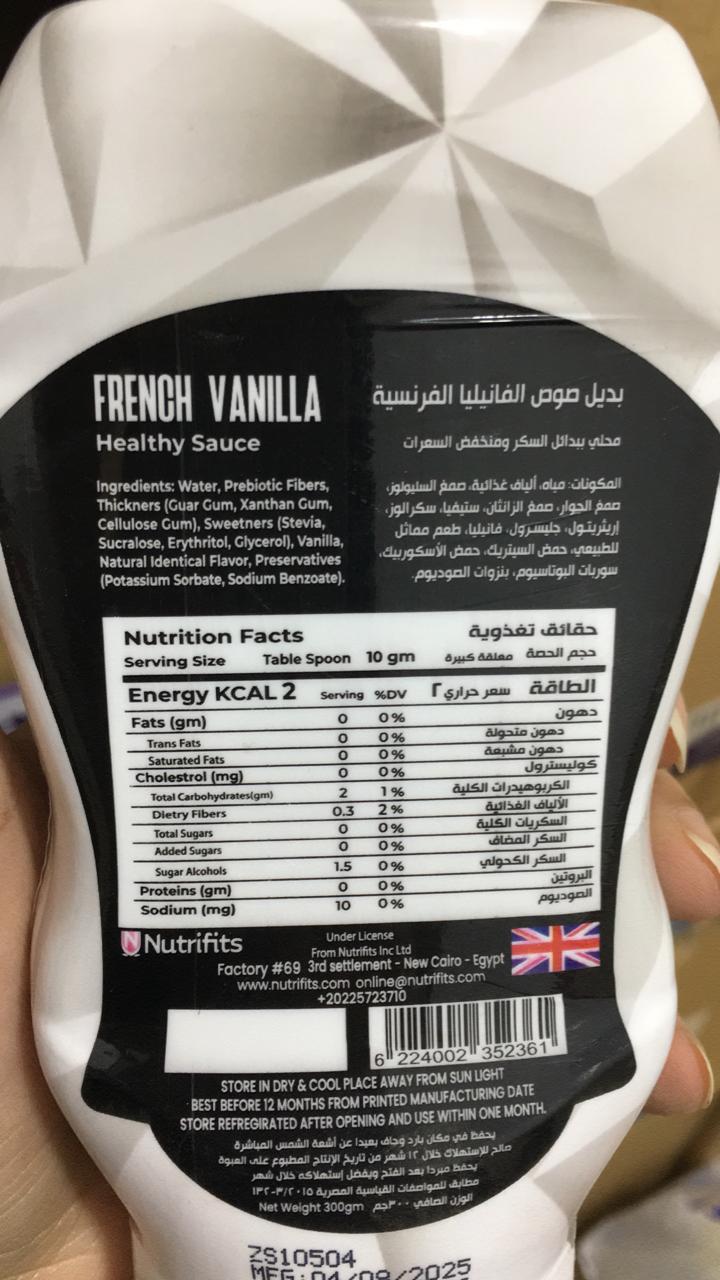 FRENCH VANILLA
بديل صوص الفانيليا الفرنسية
Healthy Sauce
محلي ببدائل السكر ومنخفض السعرات
Ingredients: Water, Prebiotic Fibers,
Thickners (Guar Gum, Xanthan Gum,
Cellulose Gum), Sweetners (Stevia,
Sucralose, Erythritol, Glycerol), Vanilla,
Natural Identical Flavor, Preservatives
(Potassium Sorbate, Sodium Benzoate).
المكونات: مياه، ألياف غذائية، صمغ السليولوز،
صمغ الجوار، صمغ الزانثان، ستيفيا، سكرالوز،
إريثريتول، جليسرول، فانيليا، طعم مماثل
للطبيعي، حمض الستريك، حمض الأسكوربيك،
سوربات البوتاسيوم، بنزوات الصوديوم.
Nutrition Facts حقائق تغذوية
Serving Size Table Spoon 10 gm معلقة كبيرة حجم الحصة
Energy KCAL 2 Serving %DV سعر حراري ٢ الطاقة
Fats (gm) 0 0% دهون
Trans Fats 0 0% دهون متحولة
Saturated Fats 0 0% دهون مشبعة
Cholestrol (mg) 0 0% كوليسترول
Total Carbohydrates(gm) 2 1% الكربوهيدرات الكلية
Dietry Fibers 0.3 2% الألياف الغذائية
Total Sugars 0 0% السكريات الكلية
Added Sugars 0 0% السكر المضاف
Sugar Alcohols 1.5 0% السكر الكحولي
Proteins (gm) 0 0% البروتين
Sodium (mg) 10 0% الصوديوم
N Nutrifits
Under License
From Nutrifits Inc Ltd
Factory #69 3rd settlement - New Cairo - Egypt
www.nutrifits.com online@nutrifits.com
+20225723710
6 224002 352361
STORE IN DRY & COOL PLACE AWAY FROM SUN LIGHT
BEST BEFORE 12 MONTHS FROM PRINTED MANUFACTURING DATE
STORE REFREGIRATED AFTER OPENING AND USE WITHIN ONE MONTH.
يحفظ في مكان بارد وجاف بعيدا عن أشعة الشمس المباشرة
صالح للإستهلاك خلال ١٢ شهر من تاريخ الإنتاج المطبوع على العبوة
يحفظ مبردا بعد الفتح ويفضل إستهلاكه خلال شهر
مطابق للمواصفات القياسية المصرية ٢٠١٥/٣-١٣٢
Net Weight 300gm الوزن الصافي ٣٠٠جم
ZS10504
MFG:04/09/2025